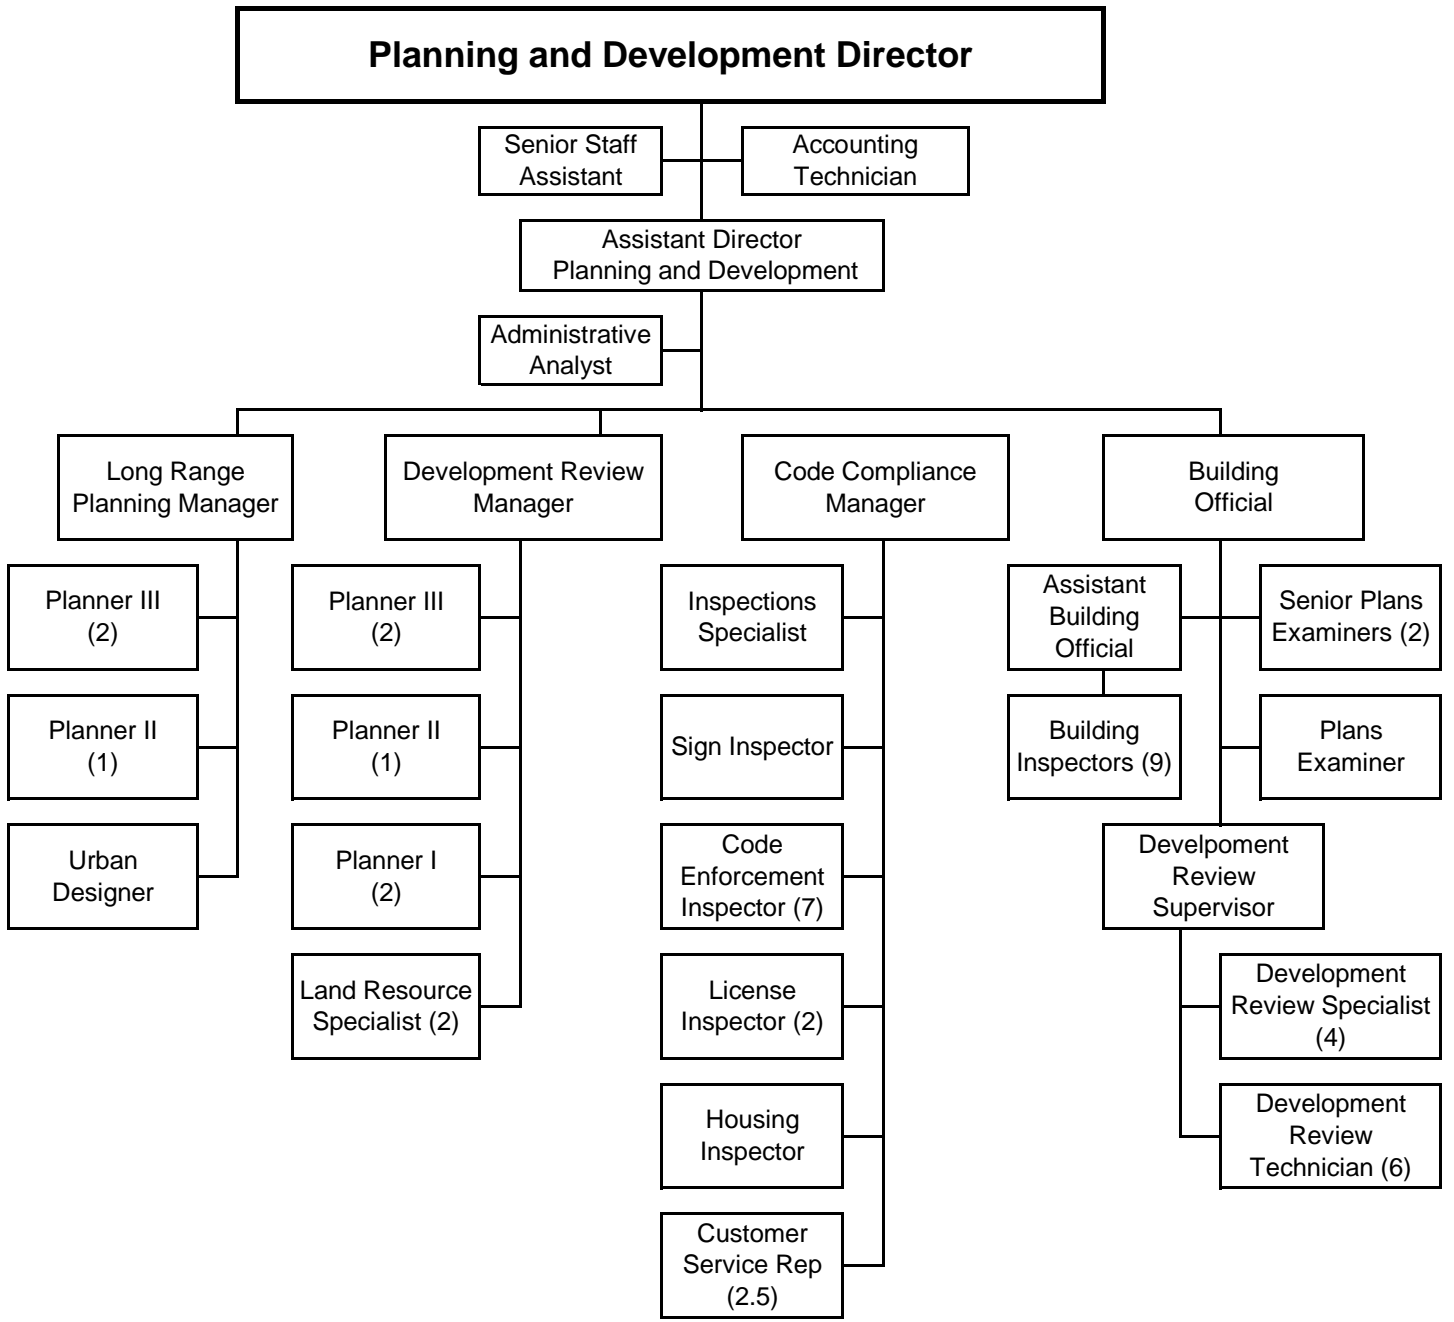 Planning and Development Director
Senior Staff
Assistant
Accounting
Technician
Assistant Director
Planning and Development
Administrative
Analyst
Long Range
Planning Manager
Development Review
Manager
Code Compliance
Manager
Building
Official
Planner III
(2)
Planner II
(1)
Urban
Designer
Planner III
(2)
Planner II
(1)
Planner I
(2)
Land Resource
Specialist (2)
Inspections
Specialist
Sign Inspector
Code
Enforcement
Inspector (7)
License
Inspector (2)
Housing
Inspector
Customer
Service Rep
(2.5)
Assistant
Building
Official
Building
Inspectors (9)
Senior Plans
Examiners (2)
Plans
Examiner
Develpoment
Review
Supervisor
Development
Review Specialist
(4)
Development
Review
Technician (6)